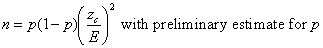 n = p(1-p)(z_c/E)^2 with preliminary estimate for p